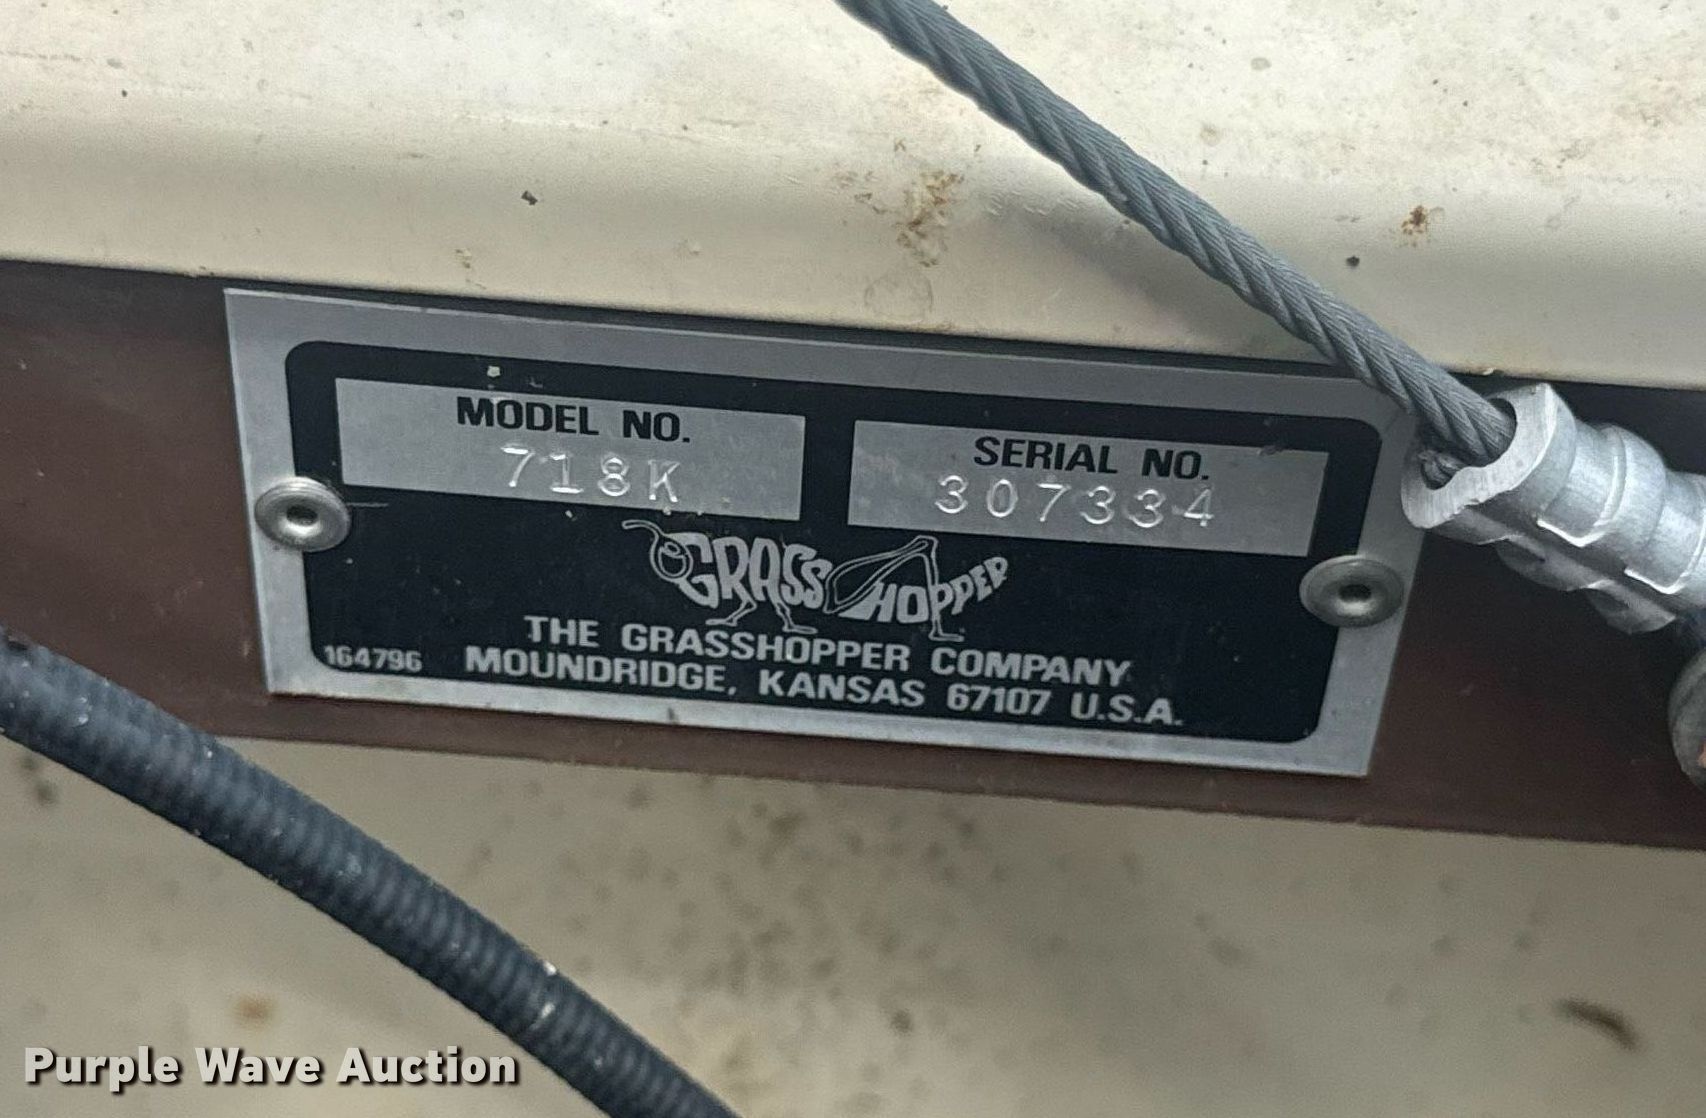 MODEL NO.
718K
SERIAL NO.
307334
GRASSHOPPER
THE GRASSHOPPER COMPANY
164796 MOUNDRIDGE, KANSAS 67107 U.S.A.
Purple Wave Auction